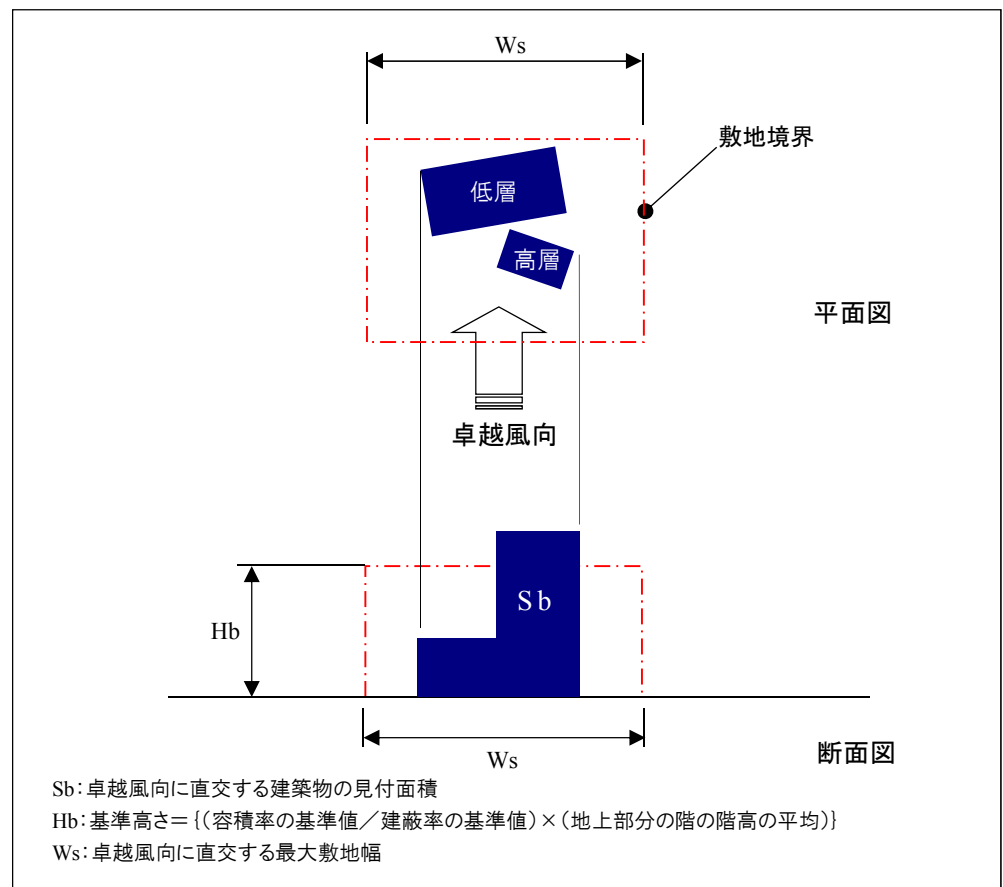 Ws
敷地境界
低層
高層
平面図
卓越風向
Sb
Hb
Ws
断面図
Sb：卓越風向に直交する建築物の見付面積
Hb：基準高さ＝{(容積率の基準値／建蔽率の基準値)×(地上部分の階の階高の平均)}
Ws：卓越風向に直交する最大敷地幅